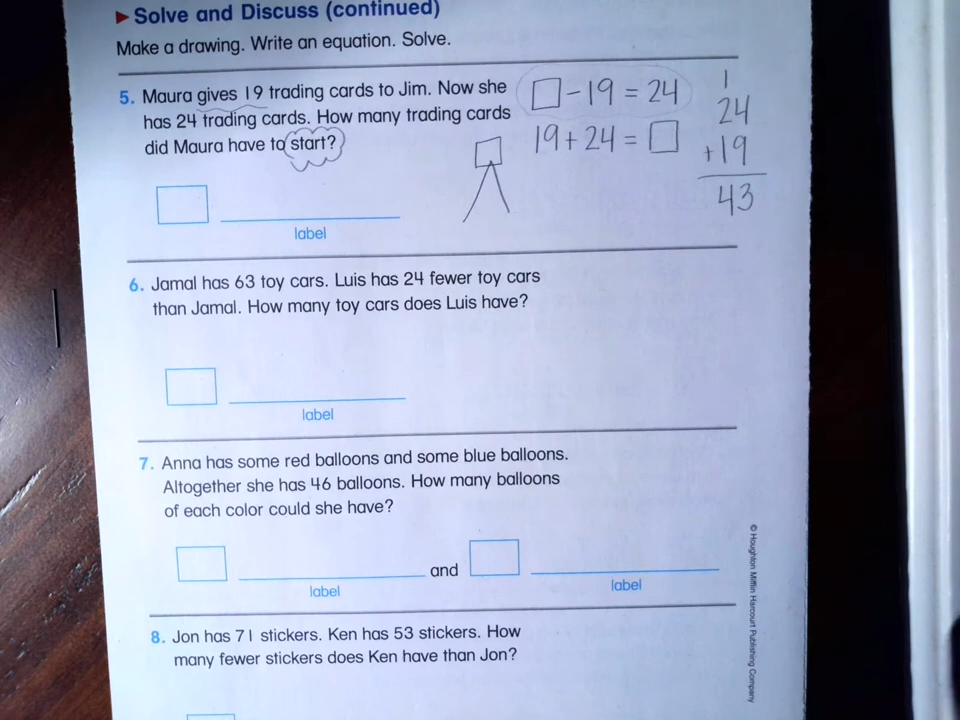 ▶ Solve and Discuss (continued)
Make a drawing. Write an equation. Solve.
5. Maura gives 19 trading cards to Jim. Now she
has 24 trading cards. How many trading cards
did Maura have to start?
□ - 19 = 24
19 + 24 = □
1
24
+19
43
label
6. Jamal has 63 toy cars. Luis has 24 fewer toy cars
than Jamal. How many toy cars does Luis have?
label
7. Anna has some red balloons and some blue balloons.
Altogether she has 46 balloons. How many balloons
of each color could she have?
and
label
label
8. Jon has 71 stickers. Ken has 53 stickers. How
many fewer stickers does Ken have than Jon?
© Houghton Mifflin Harcourt Publishing Company